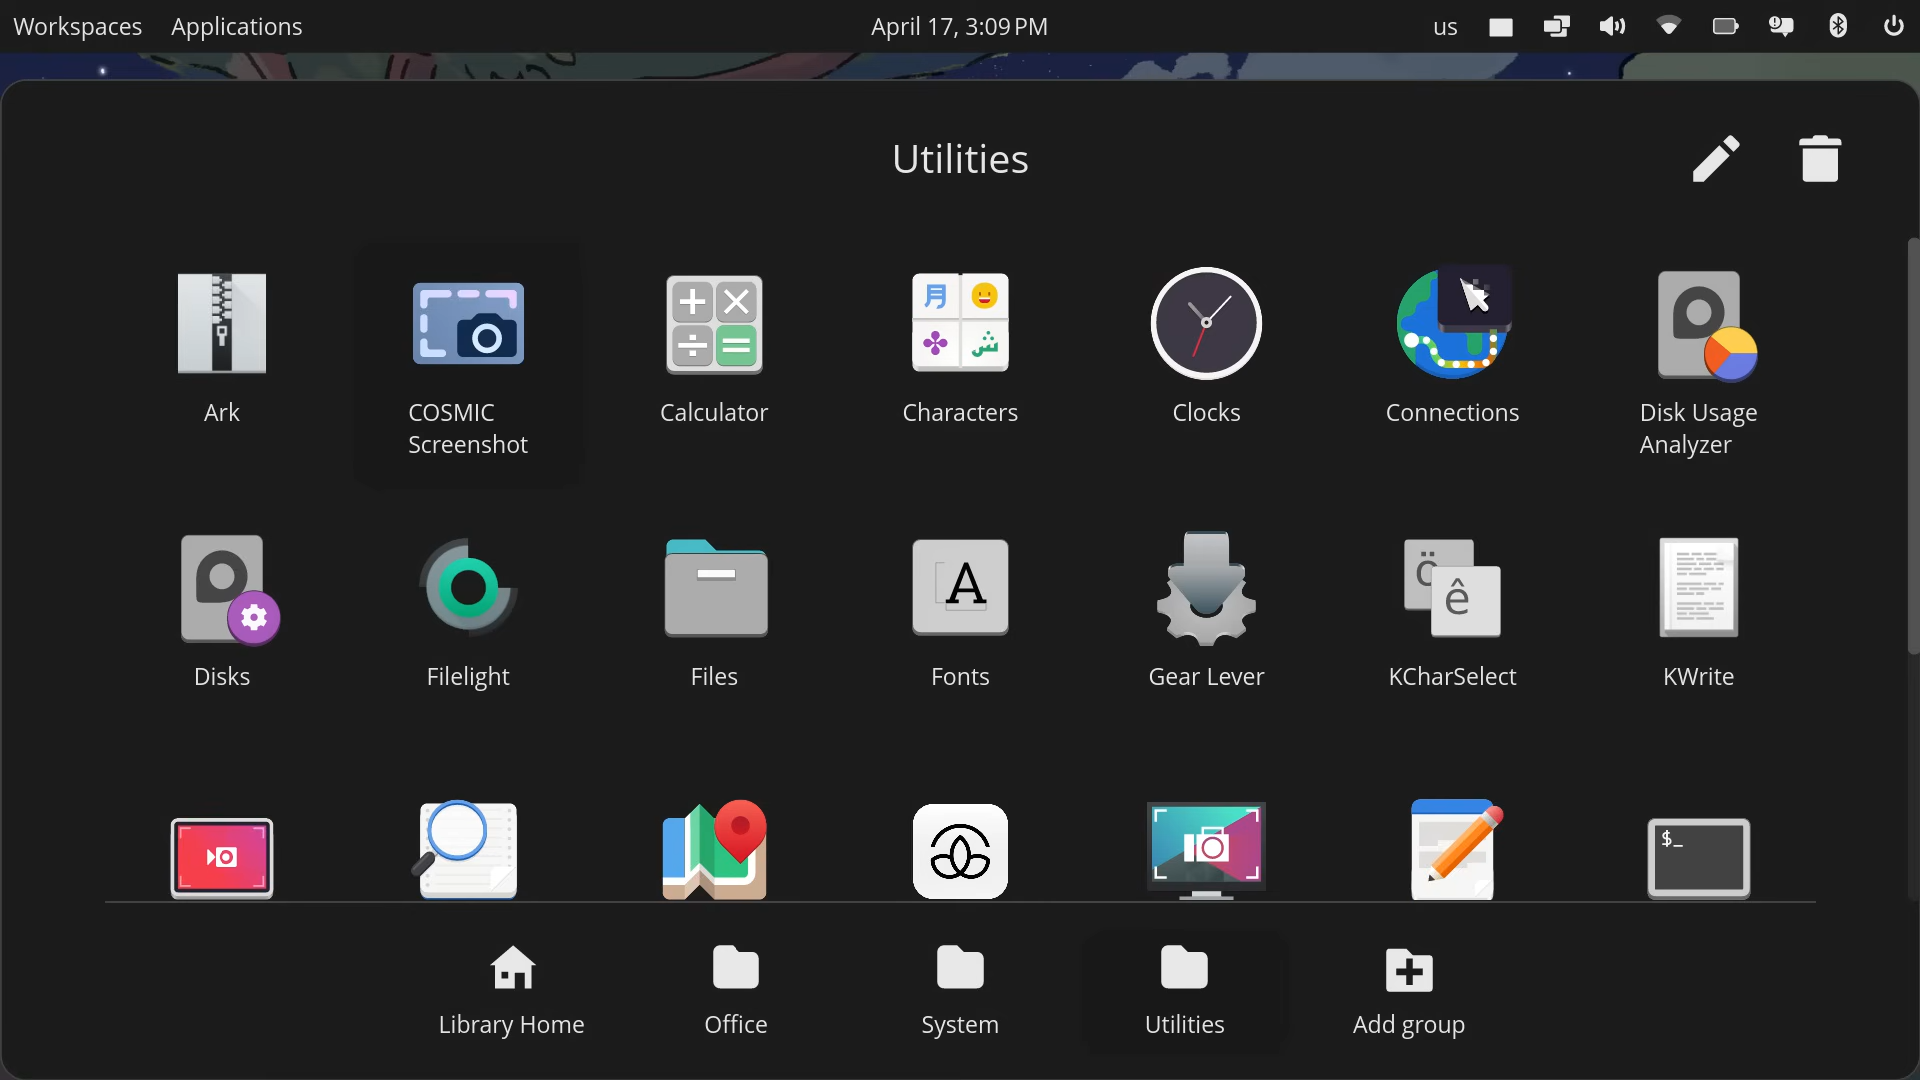 Workspaces Applications April 17, 3:09 PM us
Utilities
Ark
COSMIC
Screenshot
Calculator
Characters
Clocks
Connections
Disk Usage
Analyzer
Disks
Filelight
Files
Fonts
Gear Lever
KCharSelect
KWrite
Library Home
Office
System
Utilities
Add group